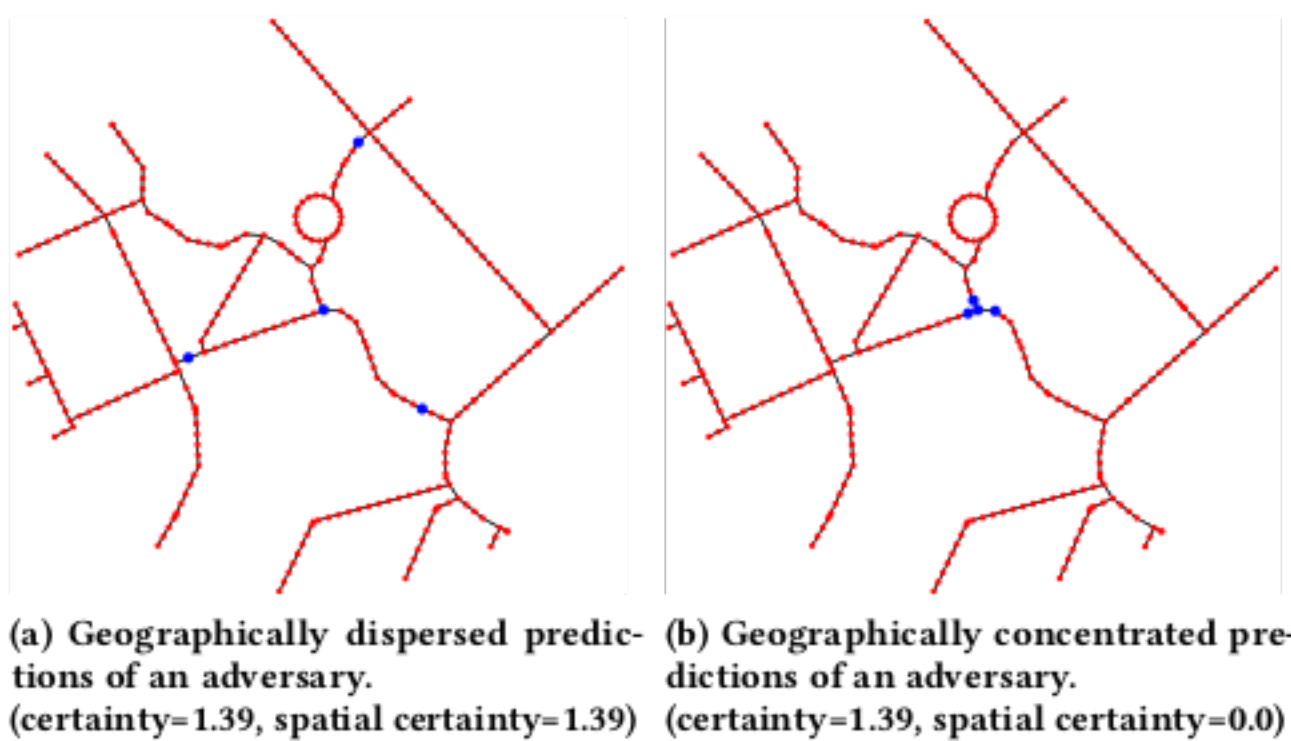 (a) Geographically dispersed predic-
tions of an adversary.
(certainty=1.39, spatial certainty=1.39)
(b) Geographically concentrated pre-
dictions of an adversary.
(certainty=1.39, spatial certainty=0.0)